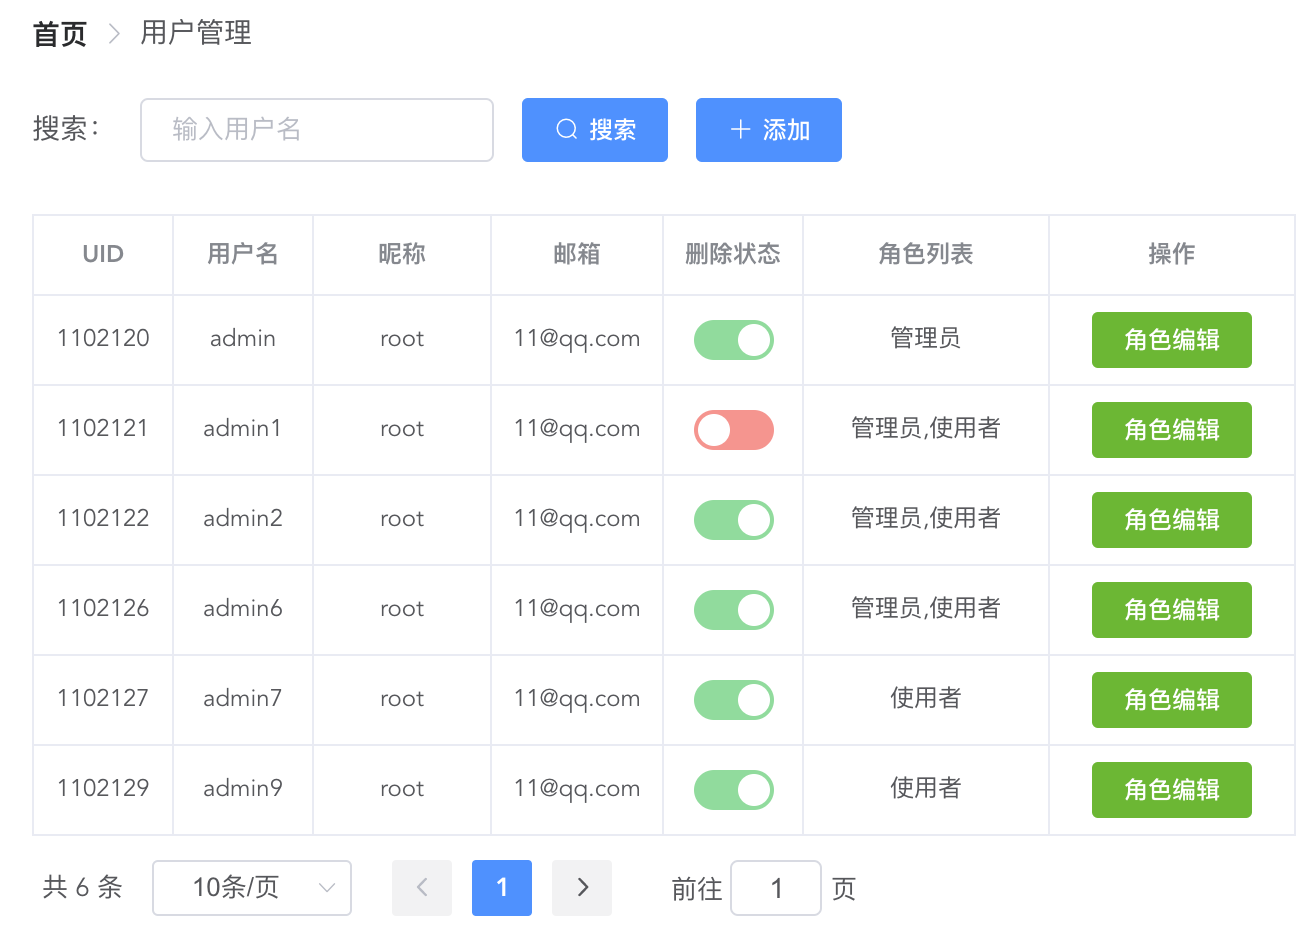 首页 > 用户管理
搜索： 输入用户名 搜索 添加
UID 用户名 昵称 邮箱 删除状态 角色列表 操作
1102120 admin root 11@qq.com 管理员 角色编辑
1102121 admin1 root 11@qq.com 管理员,使用者 角色编辑
1102122 admin2 root 11@qq.com 管理员,使用者 角色编辑
1102126 admin6 root 11@qq.com 管理员,使用者 角色编辑
1102127 admin7 root 11@qq.com 使用者 角色编辑
1102129 admin9 root 11@qq.com 使用者 角色编辑
共 6 条 10条/页 1 前往 1 页